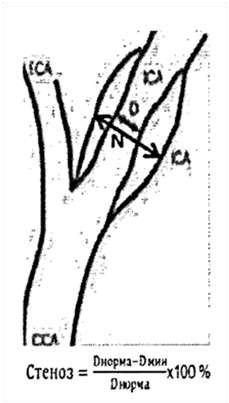 ECA
ICA
D
N
ICA
CCA
Стеноз = Dнорма-Dмин / Dнорма x100 %